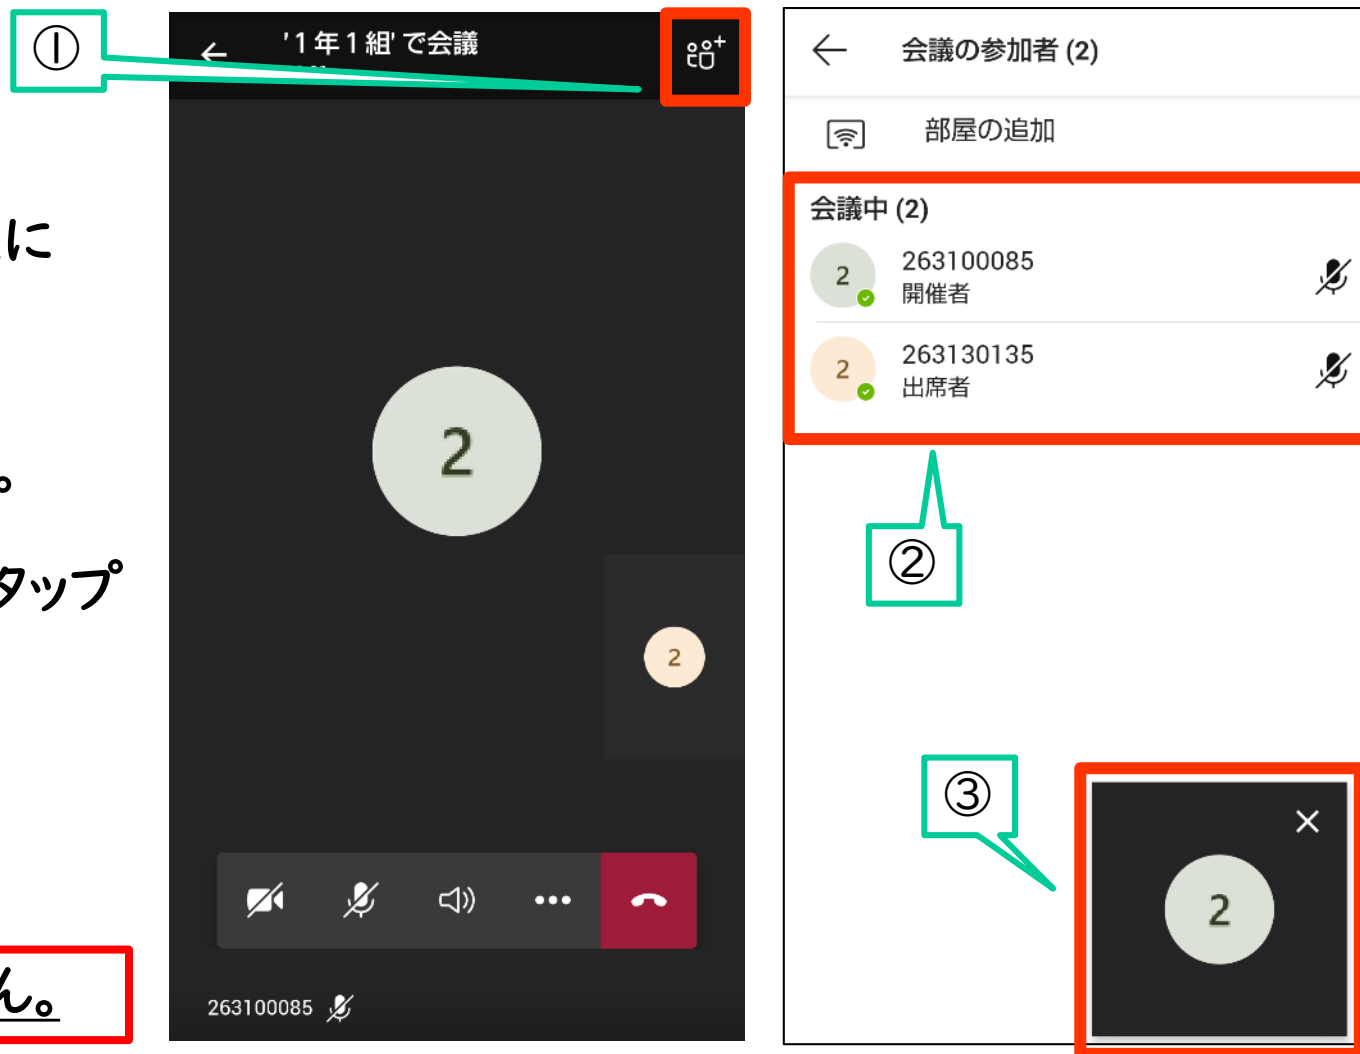 ①
に
。
タップ
ん。
'１年１組' で会議
2
2
263100085
会議の参加者 (2)
部屋の追加
会議中 (2)
2
263100085
開催者
2
263130135
出席者
②
③
2